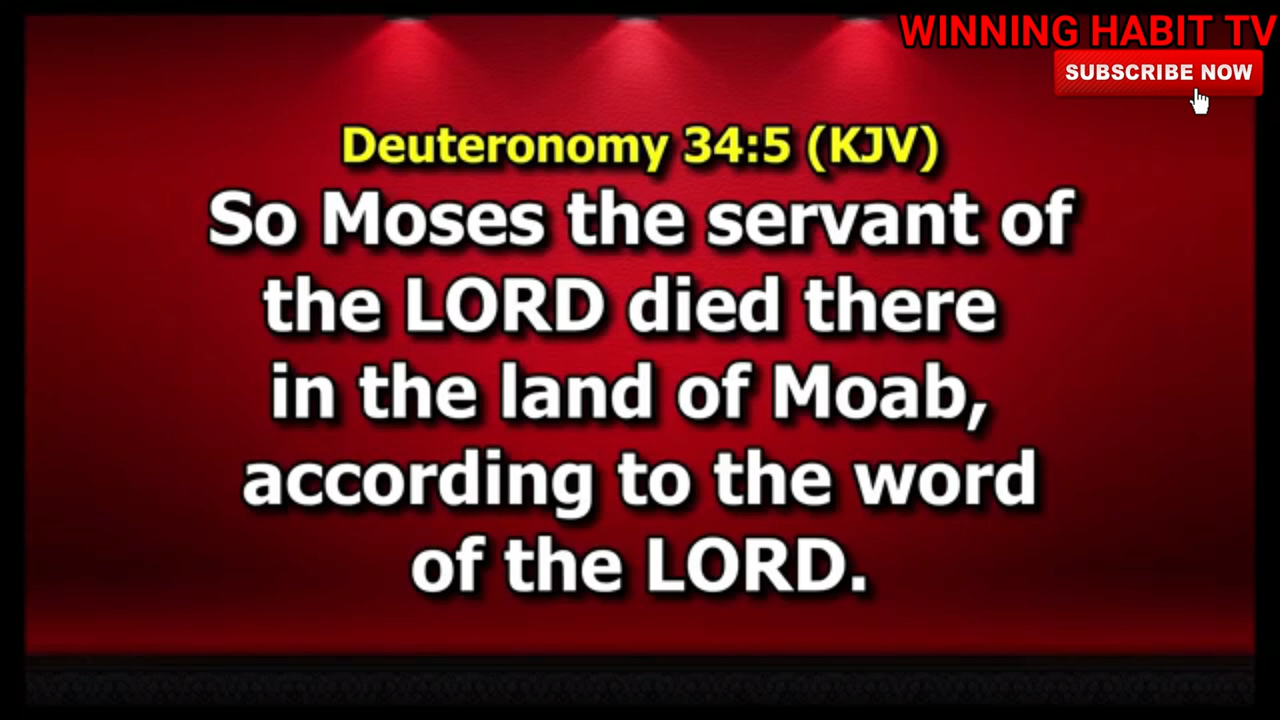 WINNING HABIT TV
SUBSCRIBE NOW
Deuteronomy 34:5 (KJV)
So Moses the servant of
the LORD died there
in the land of Moab,
according to the word
of the LORD.